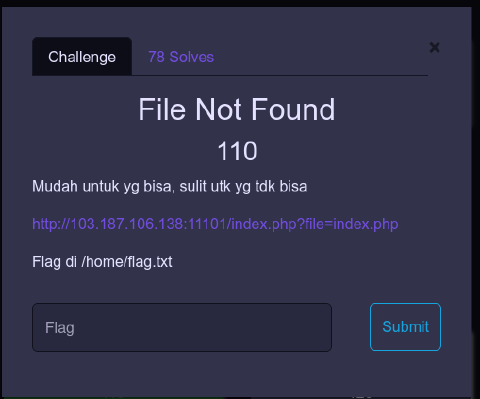 Challenge
78 Solves
×
File Not Found
110
Mudah untuk yg bisa, sulit utk yg tdk bisa
http://103.187.106.138:11101/index.php?file=index.php
Flag di /home/flag.txt
Flag
Submit